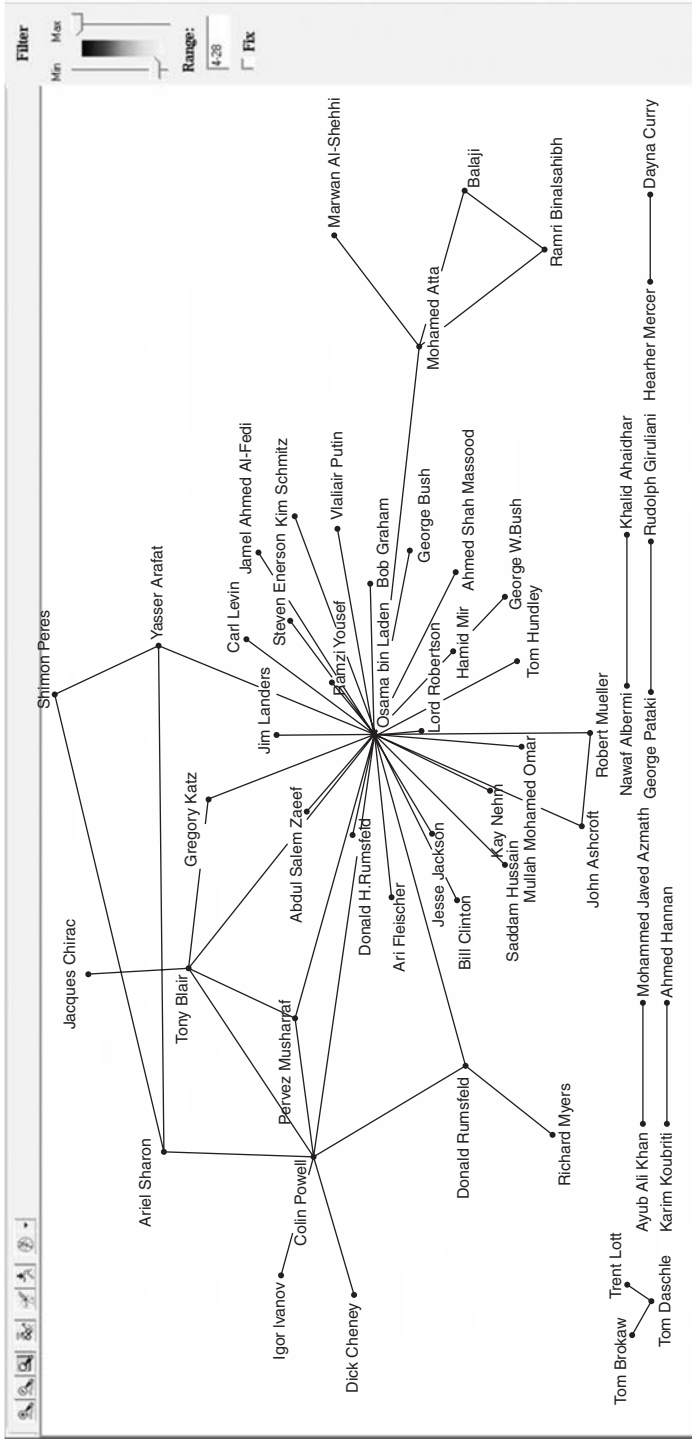 Filter
Min
Max
Range:
4-28
Fix
Shimon Peres
Yasser Arafat
Jacques Chirac
Gregory Katz
Tony Blair
Ariel Sharon
Carl Levin
Jim Landers
Jamel Ahmed Al-Fedi
Steven Enerson
Kim Schmitz
Marwan Al-Shehhi
Vlaliair Putin
Ramzi Yousef
Abdul Salem Zaeef
Pervez Musharraf
Colin Powell
Igor Ivanov
Dick Cheney
Donald H.Rumsfeld
Osama bin Laden
Bob Graham
George Bush
Mohamed Atta
Balaji
Ramri Binalsahibh
Ari Fleischer
Jesse Jackson
Bill Clinton
Lord Robertson
Hamid Mir
Ahmed Shah Massood
George W.Bush
Tom Hundley
Kay Nehm
Saddam Hussain
Mullah Mohamed Omar
Donald Rumsfeld
Richard Myers
John Ashcroft
Robert Mueller
Nawaf Albermi
Khalid Ahaidhar
George Pataki
Rudolph Giruliani
Hearher Mercer
Dayna Curry
Ayub Ali Khan
Mohammed Javed Azmath
Karim Koubriti
Ahmed Hannan
Tom Brokaw
Trent Lott
Tom Daschle